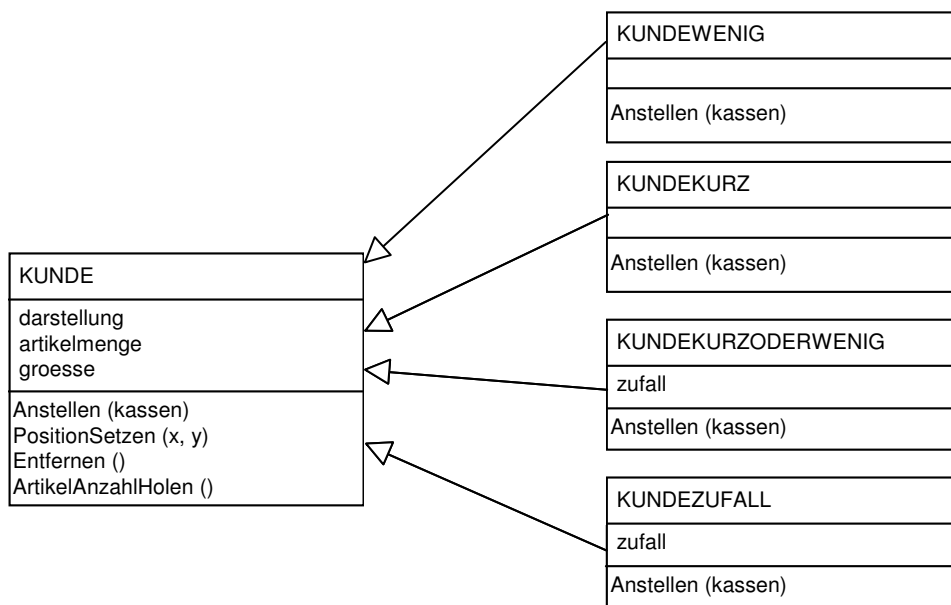 KUNDE
darstellung
artikelmenge
groesse
Anstellen (kassen)
PositionSetzen (x, y)
Entfernen ()
ArtikelAnzahlHolen ()
KUNDEWENIG
Anstellen (kassen)
KUNDEKURZ
Anstellen (kassen)
KUNDEKURZODERWENIG
zufall
Anstellen (kassen)
KUNDEZUFALL
zufall
Anstellen (kassen)